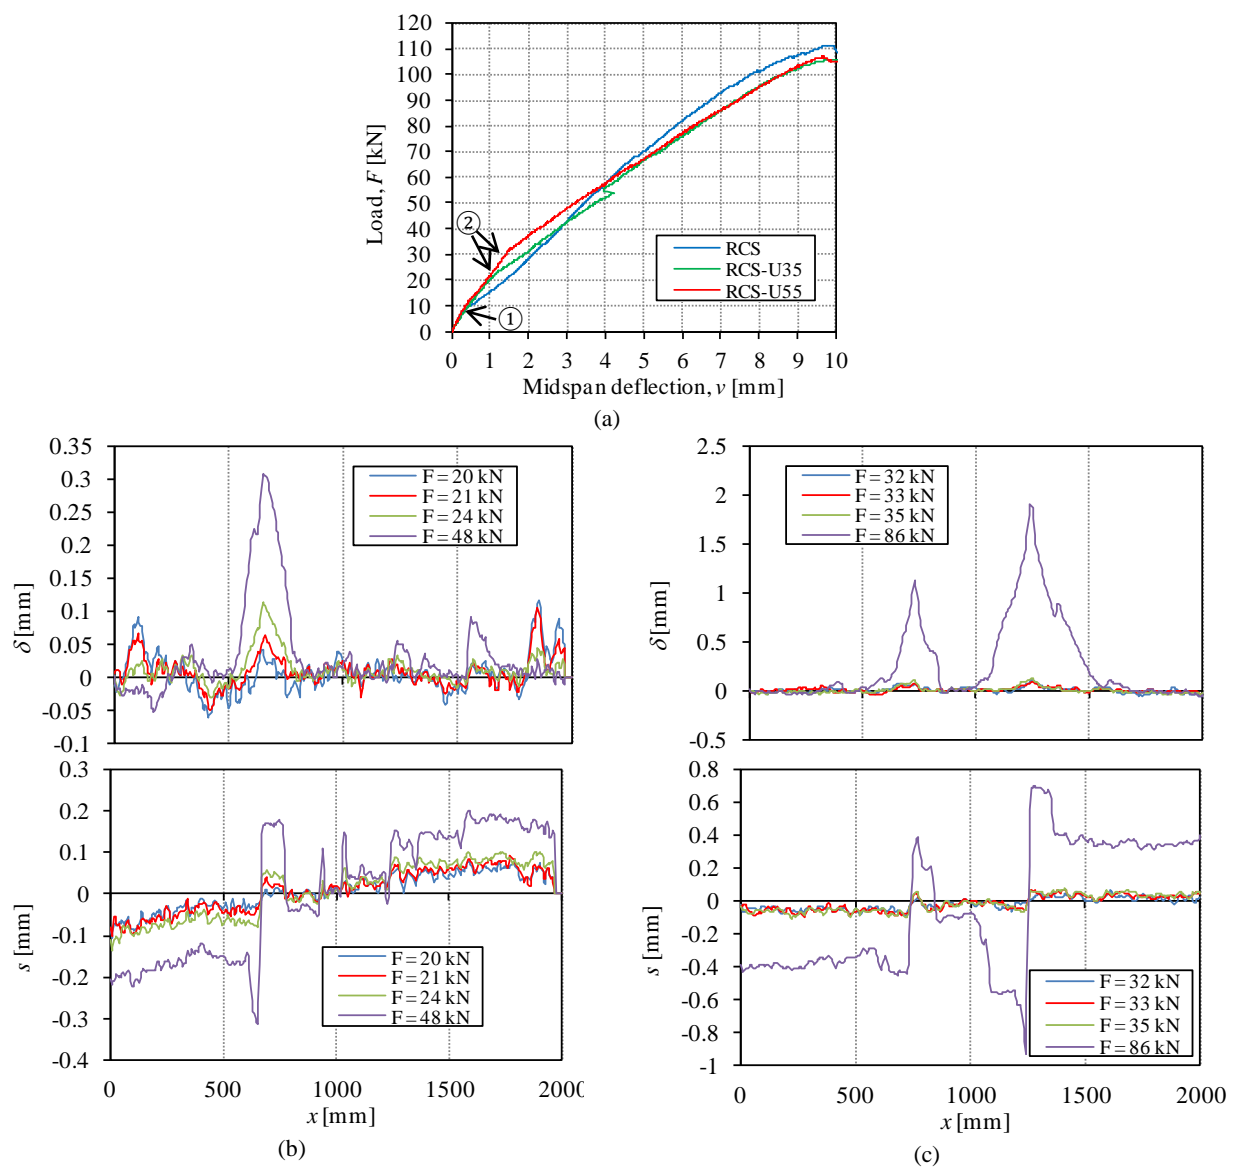 120
110
100
90
80
70
60
50
40
30
20
10
0
Load, F [kN]
②
①
RCS
RCS-U35
RCS-U55
0 1 2 3 4 5 6 7 8 9 10
Midspan deflection, v [mm]
(a)
0.35
0.3
0.25
0.2
0.15
0.1
0.05
0
-0.05
-0.1
δ [mm]
F = 20 kN
F = 21 kN
F = 24 kN
F = 48 kN
0.3
0.2
0.1
0
-0.1
-0.2
-0.3
-0.4
s [mm]
F = 20 kN
F = 21 kN
F = 24 kN
F = 48 kN
0 500 1000 1500 2000
x [mm]
(b)
2.5
2
1.5
1
0.5
0
-0.5
δ [mm]
F = 32 kN
F = 33 kN
F = 35 kN
F = 86 kN
0.8
0.6
0.4
0.2
0
-0.2
-0.4
-0.6
-0.8
-1
s [mm]
F = 32 kN
F = 33 kN
F = 35 kN
F = 86 kN
0 500 1000 1500 2000
x [mm]
(c)